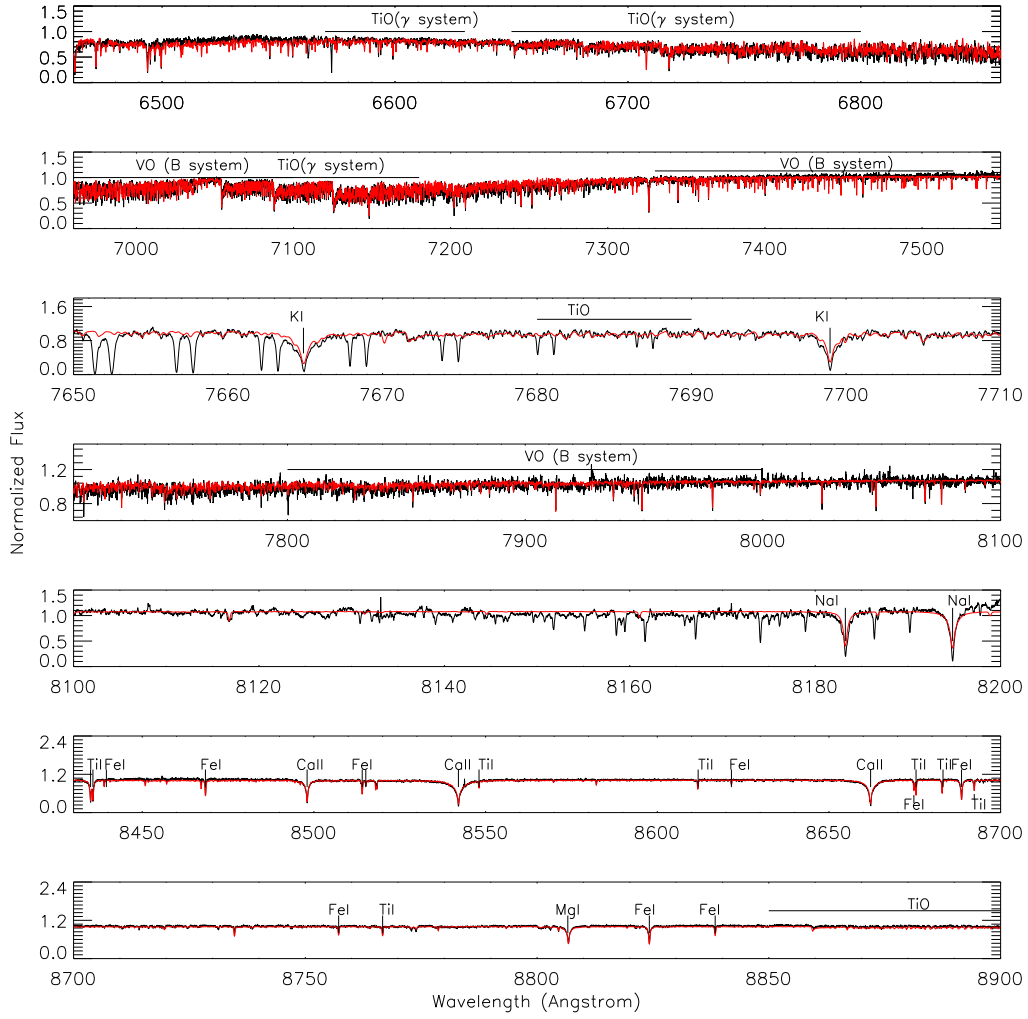 TiO(γ system) TiO(γ system)
1.5
1.0
0.5
0.0
6500 6600 6700 6800
VO (B system) TiO(γ system) VO (B system)
1.5
1.0
0.5
0.0
7000 7100 7200 7300 7400 7500
KI TiO KI
1.6
0.8
0.0
7650 7660 7670 7680 7690 7700 7710
VO (B system)
1.2
0.8
7800 7900 8000 8100
NaI NaI
1.5
1.0
0.5
0.0
8100 8120 8140 8160 8180 8200
2.4
TiI FeI FeI CaII FeI CaII TiI TiI FeI CaII TiI TiI FeI
1.2
FeI TiI
0.0
8450 8500 8550 8600 8650 8700
2.4
FeI TiI MgI FeI FeI TiO
1.2
0.0
8700 8750 8800 8850 8900
Wavelength (Angstrom)
Normalized Flux